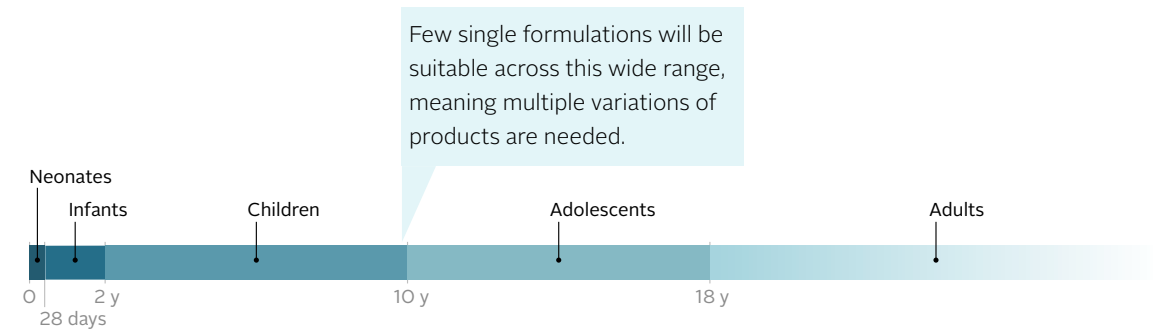 Few single formulations will be
suitable across this wide range,
meaning multiple variations of
products are needed.
Neonates
Infants
Children
Adolescents
Adults
0
2 y
10 y
18 y
28 days